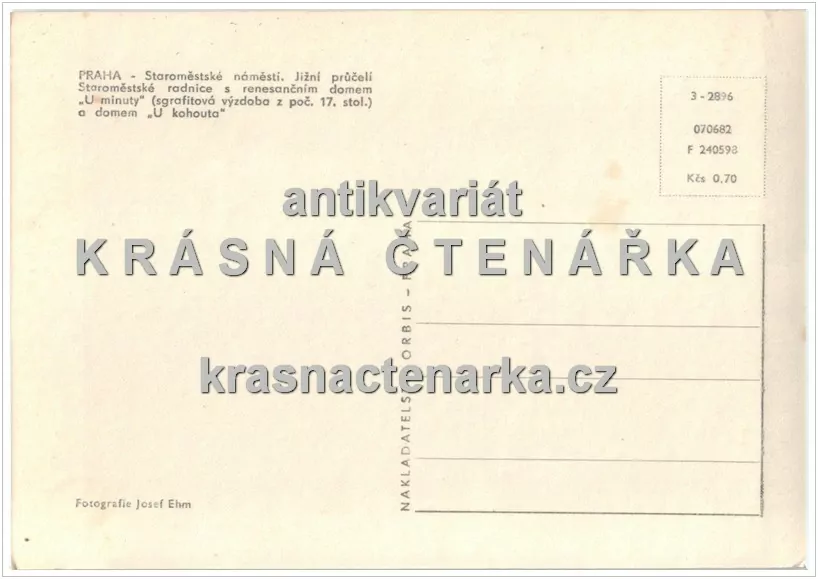 PRAHA - Staroměstské náměstí. Jižní průčelí
Staroměstské radnice s renesančním domem
„U minuty" (sgrafitová výzdoba z poč. 17. stol.)
a domem „U kohouta"
3 - 2896
070682
F 240598
Kčs 0,70
antikvariát
KRÁSNÁ ČTENÁŘKA
krasnactenarka.cz
NAKLADATELSTVÍ ORBIS - PRAHA
Fotografie Josef Ehm